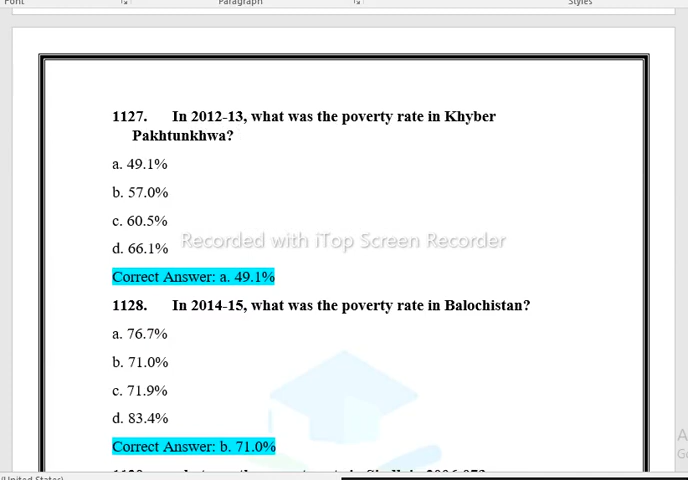 Font
Paragraph
Styles
1127. In 2012-13, what was the poverty rate in Khyber
Pakhtunkhwa?
a. 49.1%
b. 57.0%
c. 60.5%
d. 66.1%
Recorded with iTop Screen Recorder
Correct Answer: a. 49.1%
1128. In 2014-15, what was the poverty rate in Balochistan?
a. 76.7%
b. 71.0%
c. 71.9%
d. 83.4%
Correct Answer: b. 71.0%
(United States)